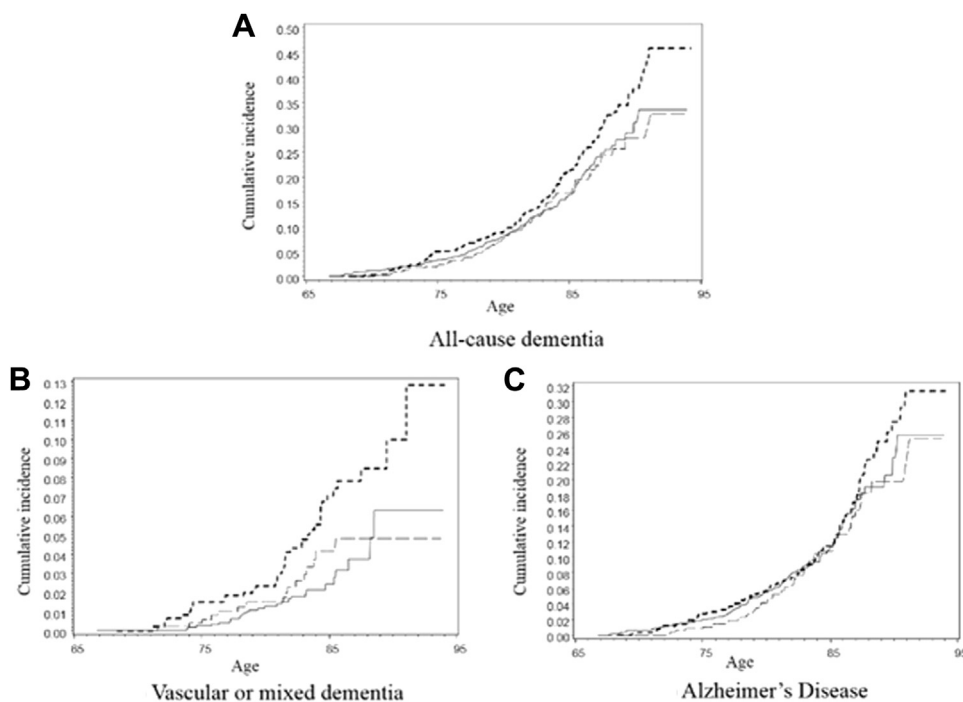 A
0.50
0.45
0.40
0.35
0.30
0.25
0.20
0.15
0.10
0.05
0.00
Cumulative incidence
65 75 85 95
Age
All-cause dementia
B
0.13
0.12
0.11
0.10
0.09
0.08
0.07
0.06
0.05
0.04
0.03
0.02
0.01
0.00
Cumulative incidence
65 75 85 95
Age
Vascular or mixed dementia
C
0.32
0.30
0.28
0.26
0.24
0.22
0.20
0.18
0.16
0.14
0.12
0.10
0.08
0.06
0.04
0.02
0.00
Cumulative incidence
65 75 85 95
Age
Alzheimer’s Disease